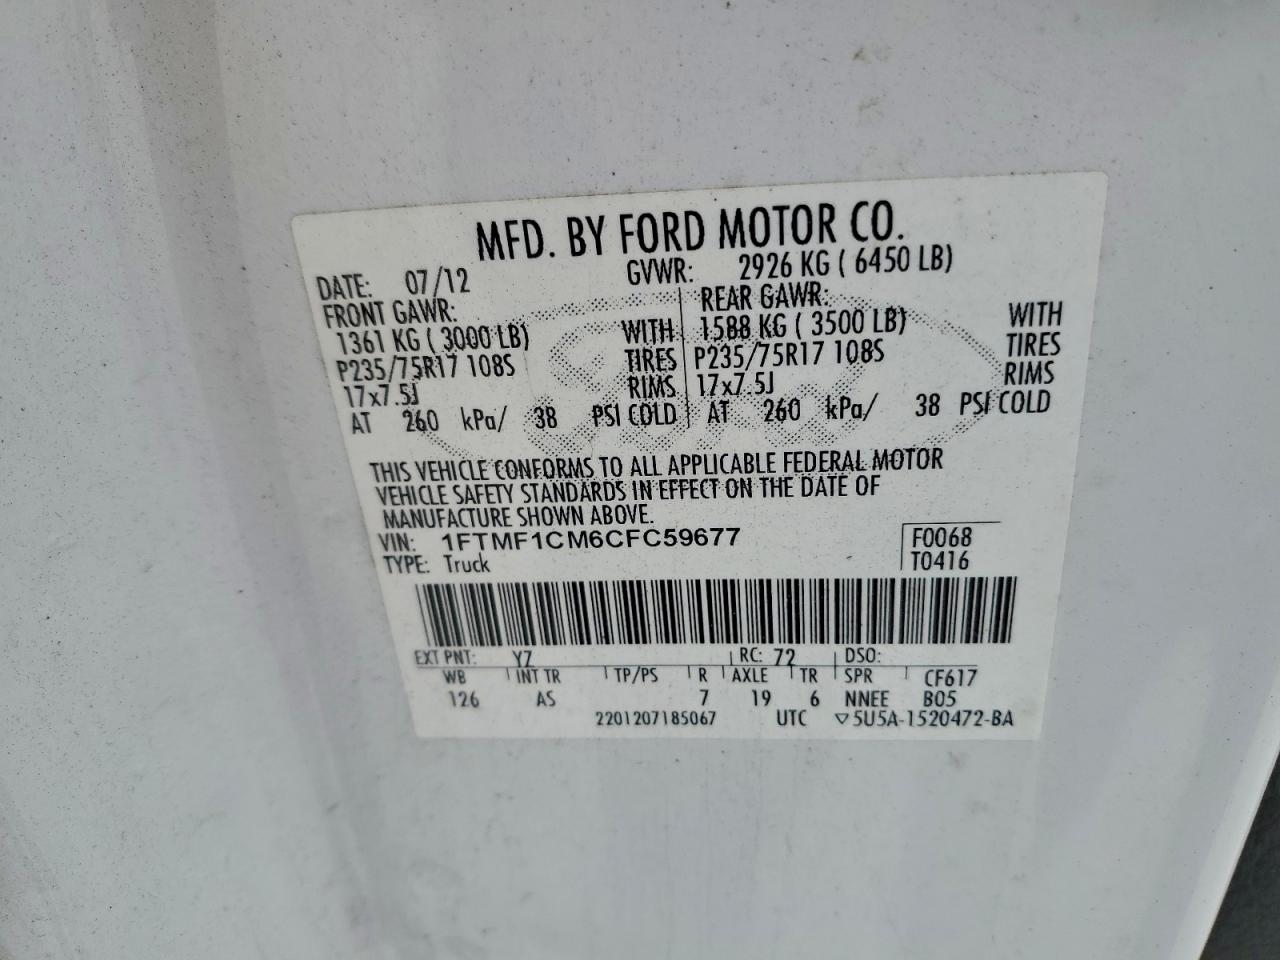 MFD. BY FORD MOTOR CO.
DATE: 07/12 GVWR: 2926 KG ( 6450 LB)
FRONT GAWR: REAR GAWR:
1361 KG ( 3000 LB) WITH 1588 KG ( 3500 LB) WITH
P235/75R17 108S TIRES P235/75R17 108S TIRES
17x7.5J RIMS 17x7.5J RIMS
AT 260 kPa/ 38 PSI COLD AT 260 kPa/ 38 PSI COLD
THIS VEHICLE CONFORMS TO ALL APPLICABLE FEDERAL MOTOR
VEHICLE SAFETY STANDARDS IN EFFECT ON THE DATE OF
MANUFACTURE SHOWN ABOVE.
VIN: 1FTMF1CM6CFC59677 F0068
TYPE: Truck T0416
EXT PNT: YZ RC: 72 DSO:
WB INT TR TP/PS R AXLE TR SPR CF617
126 AS 7 19 6 NNEE B05
2201207185067 UTC ▽5U5A-1520472-BA